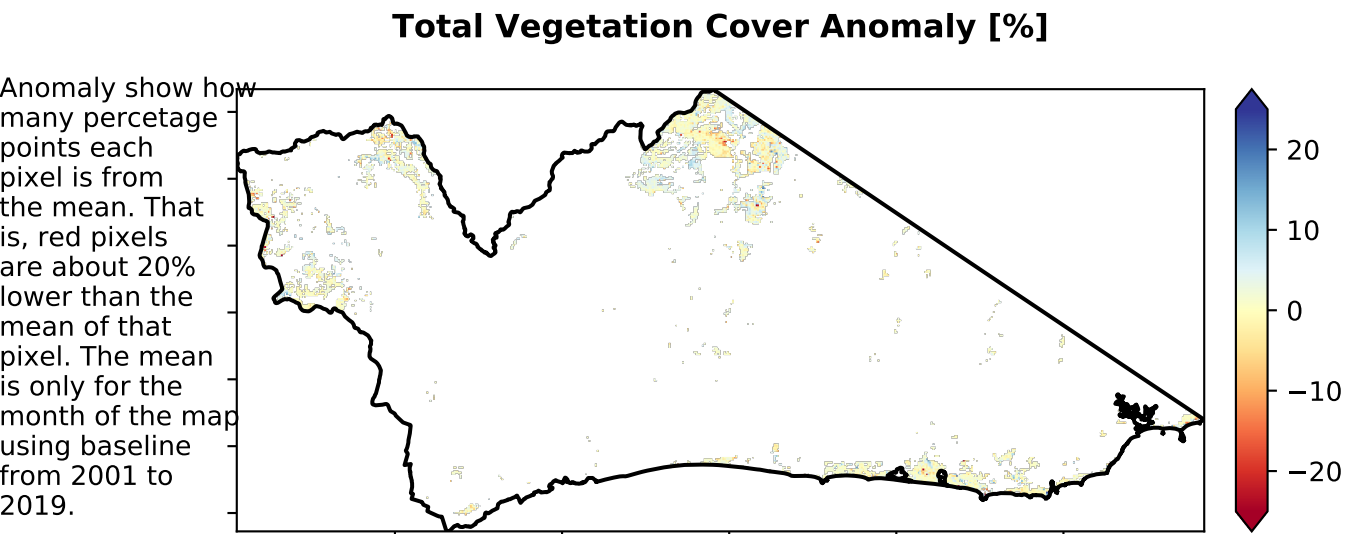 Total Vegetation Cover Anomaly [%]
Anomaly show how
many percetage
points each
pixel is from
the mean. That
is, red pixels
are about 20%
lower than the
mean of that
pixel. The mean
is only for the
month of the map
using baseline
from 2001 to
2019.
20
10
0
−10
−20